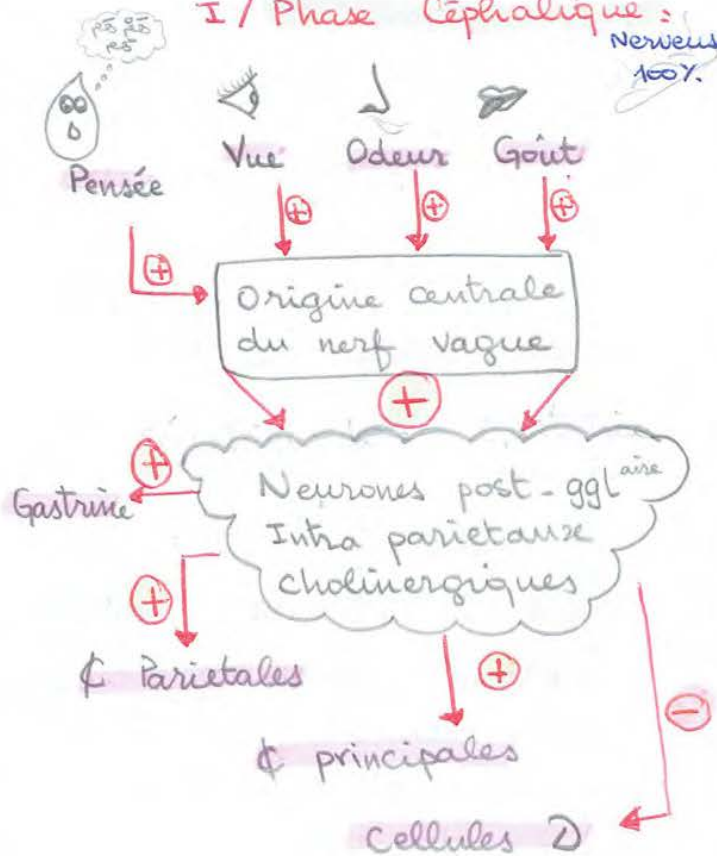 I / Phase Céphalique :
Nerveus
100%.
Pensée
Vue Odeur Goût
+ + + +
Origine centrale
du nerf vague
+
Neurones post-ggl aire
Intra parietaux
cholinergiques
+
Gastrine
+
₵ Parietales
+
₵ principales
-
Cellules D